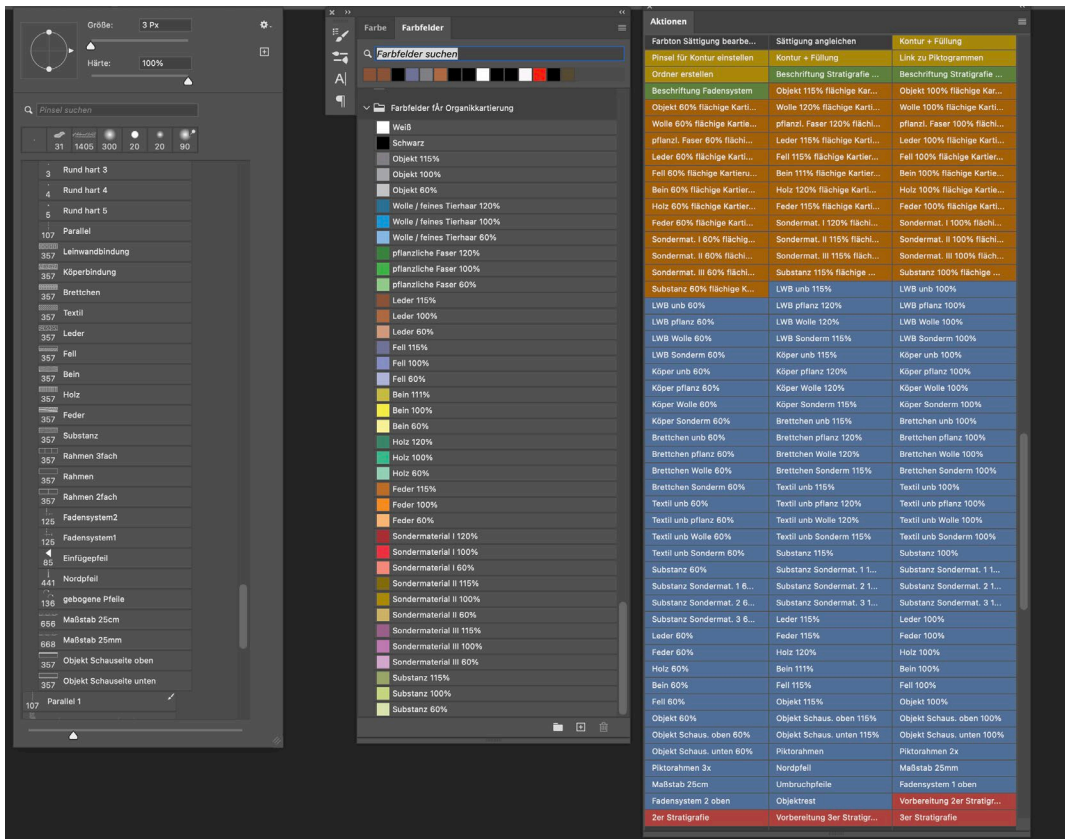 Größe:
3 Px
Härte:
100%
Pinsel suchen
31 1405 300 20 20 90
3 Rund hart 3
4 Rund hart 4
5 Rund hart 5
107 Parallel
357 Leinwandbindung
357 Köperbindung
357 Brettchen
357 Textil
357 Leder
357 Fell
357 Bein
357 Holz
357 Feder
357 Substanz
357 Rahmen 3fach
357 Rahmen
357 Rahmen 2fach
125 Fadensystem2
125 Fadensystem1
85 Einfügepfeil
441 Nordpfeil
136 gebogene Pfeile
656 Maßstab 25cm
668 Maßstab 25mm
357 Objekt Schauseite oben
357 Objekt Schauseite unten
107 Parallel 1
Farbe Farbfelder
Farbfelder suchen
Farbfelder fÃr Organikkartierung
Weiß
Schwarz
Objekt 115%
Objekt 100%
Objekt 60%
Wolle / feines Tierhaar 120%
Wolle / feines Tierhaar 100%
Wolle / feines Tierhaar 60%
pflanzliche Faser 120%
pflanzliche Faser 100%
pflanzliche Faser 60%
Leder 115%
Leder 100%
Leder 60%
Fell 115%
Fell 100%
Fell 60%
Bein 111%
Bein 100%
Bein 60%
Holz 120%
Holz 100%
Holz 60%
Feder 115%
Feder 100%
Feder 60%
Sondermaterial I 120%
Sondermaterial I 100%
Sondermaterial I 60%
Sondermaterial II 115%
Sondermaterial II 100%
Sondermaterial II 60%
Sondermaterial III 115%
Sondermaterial III 100%
Sondermaterial III 60%
Substanz 115%
Substanz 100%
Substanz 60%
Aktionen
Farbton Sättigung bearbe... Sättigung angleichen Kontur + Füllung
Pinsel für Kontur einstellen Kontur + Füllung Link zu Piktogrammen
Ordner erstellen Beschriftung Stratigrafie ... Beschriftung Stratigrafie ...
Beschriftung Fadensystem Objekt 115% flächige Kar... Objekt 100% flächige Kar...
Objekt 60% flächige Karti... Wolle 120% flächige Karti... Wolle 100% flächige Karti...
Wolle 60% flächige Kartie... pflanzl. Faser 120% flächi... pflanzl. Faser 100% flächi...
pflanzl. Faser 60% flächi... Leder 115% flächige Karti... Leder 100% flächige Karti...
Leder 60% flächige Kartie... Fell 115% flächige Kartier... Fell 100% flächige Kartier...
Fell 60% flächige Kartieru... Bein 111% flächige Kartier... Bein 100% flächige Kartier...
Bein 60% flächige Kartier... Holz 120% flächige Kartie... Holz 100% flächige Kartie...
Holz 60% flächige Kartier... Feder 115% flächige Karti... Feder 100% flächige Karti...
Feder 60% flächige Kartie... Sondermat. I 120% flächi... Sondermat. I 100% flächi...
Sondermat. I 60% flächig... Sondermat. II 115% flächi... Sondermat. II 100% flächi...
Sondermat. II 60% flächi... Sondermat. III 115% fläch... Sondermat. III 100% fläch...
Sondermat. III 60% flächi... Substanz 115% flächige ... Substanz 100% flächige ...
Substanz 60% flächige K... LWB unb 115% LWB unb 100%
LWB unb 60% LWB pflanz 120% LWB pflanz 100%
LWB pflanz 60% LWB Wolle 120% LWB Wolle 100%
LWB Wolle 60% LWB Sonderm 115% LWB Sonderm 100%
LWB Sonderm 60% Köper unb 115% Köper unb 100%
Köper unb 60% Köper pflanz 120% Köper pflanz 100%
Köper pflanz 60% Köper Wolle 120% Köper Wolle 100%
Köper Wolle 60% Köper Sonderm 115% Köper Sonderm 100%
Köper Sonderm 60% Brettchen unb 115% Brettchen unb 100%
Brettchen unb 60% Brettchen pflanz 120% Brettchen pflanz 100%
Brettchen pflanz 60% Brettchen Wolle 120% Brettchen Wolle 100%
Brettchen Wolle 60% Brettchen Sonderm 115% Brettchen Sonderm 100%
Brettchen Sonderm 60% Textil unb 115% Textil unb 100%
Textil unb 60% Textil unb pflanz 120% Textil unb pflanz 100%
Textil unb pflanz 60% Textil unb Wolle 120% Textil unb Wolle 100%
Textil unb Wolle 60% Textil unb Sonderm 115% Textil unb Sonderm 100%
Textil unb Sonderm 60% Substanz 115% Substanz 100%
Substanz 60% Substanz Sondermat. 1 1... Substanz Sondermat. 1 1...
Substanz Sondermat. 1 6... Substanz Sondermat. 2 1... Substanz Sondermat. 2 1...
Substanz Sondermat. 2 6... Substanz Sondermat. 3 1... Substanz Sondermat. 3 1...
Substanz Sondermat. 3 6... Leder 115% Leder 100%
Leder 60% Feder 115% Feder 100%
Feder 60% Holz 120% Holz 100%
Holz 60% Bein 111% Bein 100%
Bein 60% Fell 115% Fell 100%
Fell 60% Objekt 115% Objekt 100%
Objekt 60% Objekt Schaus. oben 115% Objekt Schaus. oben 100%
Objekt Schaus. oben 60% Objekt Schaus. unten 115% Objekt Schaus. unten 100%
Objekt Schaus. unten 60% Piktorahmen Piktorahmen 2x
Piktorahmen 3x Nordpfeil Maßstab 25mm
Maßstab 25cm Umbruchpfeile Fadensystem 1 oben
Fadensystem 2 oben Objektrest Vorbereitung 2er Stratigr...
2er Stratigrafie Vorbereitung 3er Stratigr... 3er Stratigrafie